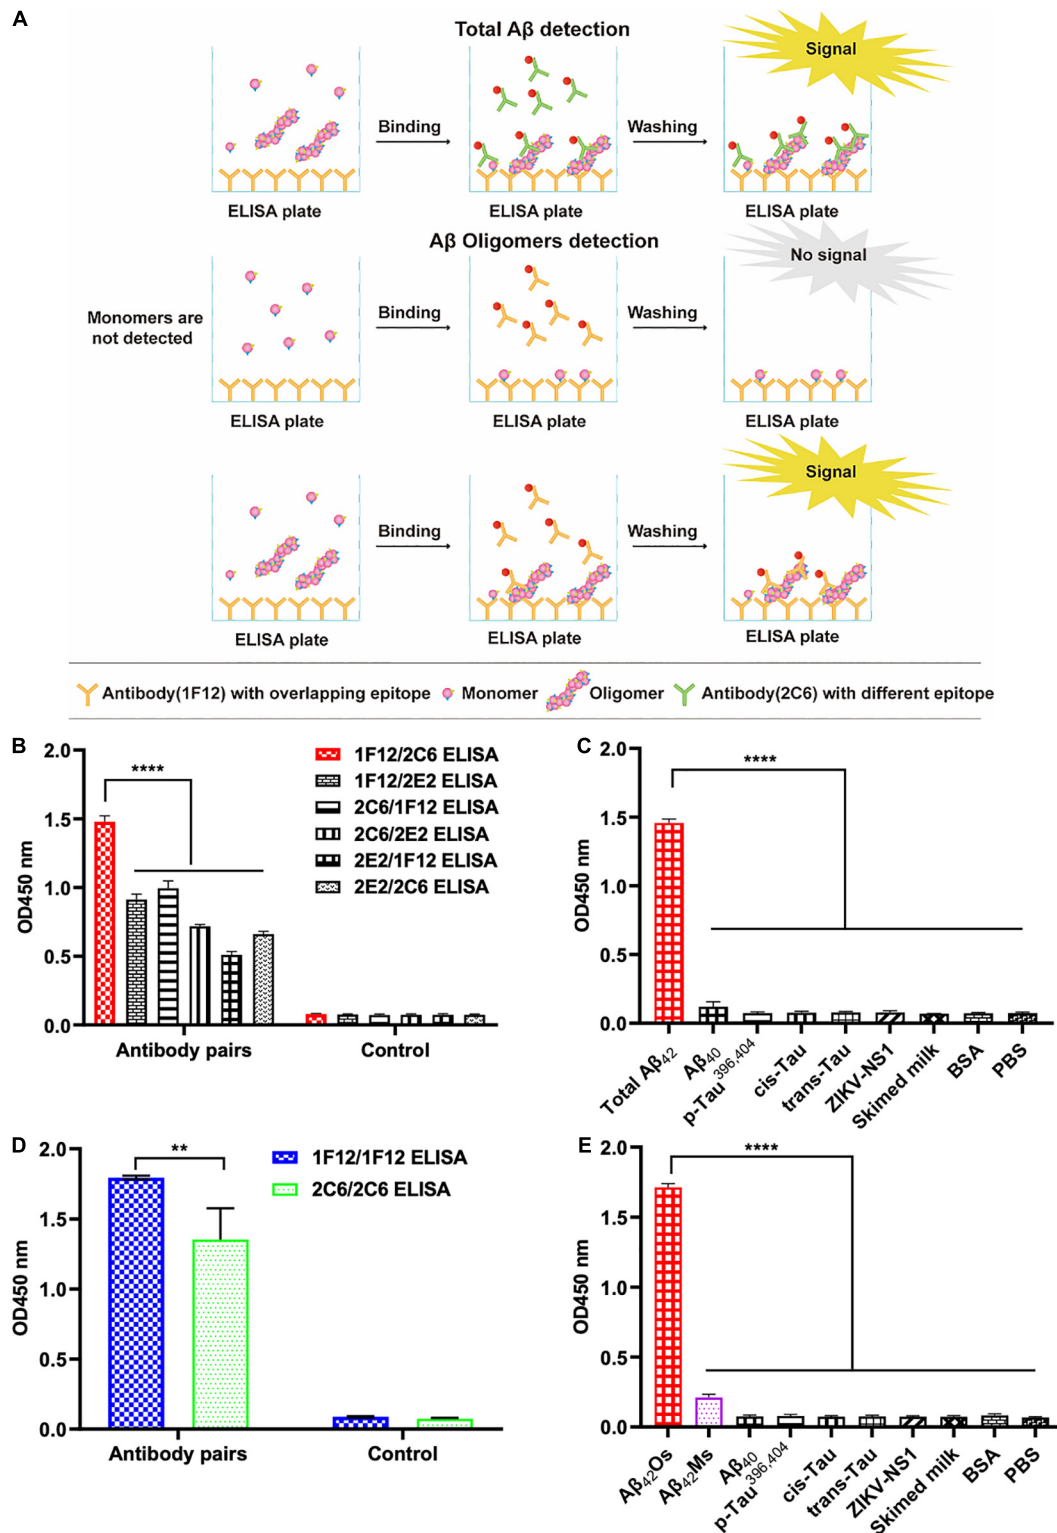 A
Total Aβ detection
Signal
Binding
Washing
ELISA plate
ELISA plate
ELISA plate
Aβ Oligomers detection
No signal
Monomers are
not detected
Binding
Washing
ELISA plate
ELISA plate
ELISA plate
Signal
Binding
Washing
ELISA plate
ELISA plate
ELISA plate
Antibody(1F12) with overlapping epitope
Monomer
Oligomer
Antibody(2C6) with different epitope
B
OD450 nm
2.0
1.5
1.0
0.5
0.0
****
1F12/2C6 ELISA
1F12/2E2 ELISA
2C6/1F12 ELISA
2C6/2E2 ELISA
2E2/1F12 ELISA
2E2/2C6 ELISA
Antibody pairs
Control
C
OD450 nm
2.0
1.5
1.0
0.5
0.0
****
Total Aβ42
Aβ40
p-Tau396,404
cis-Tau
trans-Tau
ZIKV-NS1
Skimed milk
BSA
PBS
D
OD450 nm
2.0
1.5
1.0
0.5
0.0
**
1F12/1F12 ELISA
2C6/2C6 ELISA
Antibody pairs
Control
E
OD450 nm
2.0
1.5
1.0
0.5
0.0
****
Aβ42Os
Aβ42Ms
Aβ40
p-Tau396,404
cis-Tau
trans-Tau
ZIKV-NS1
Skimed milk
BSA
PBS